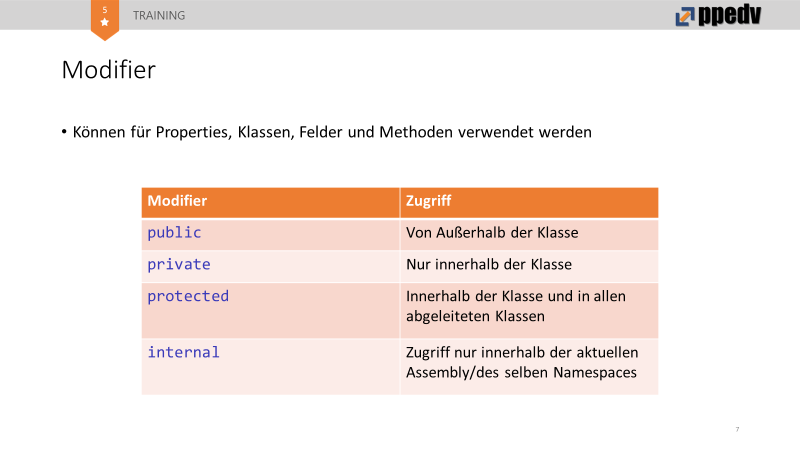 5
TRAINING
ppedv
Modifier
• Können für Properties, Klassen, Felder und Methoden verwendet werden
Modifier Zugriff
public Von Außerhalb der Klasse
private Nur innerhalb der Klasse
protected Innerhalb der Klasse und in allen
abgeleiteten Klassen
internal Zugriff nur innerhalb der aktuellen
Assembly/des selben Namespaces
7